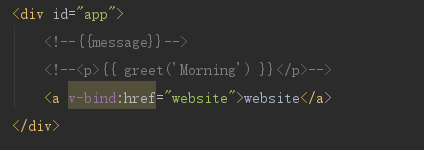 <div id="app">
<!--{{message}}-->
<!--<p>{{ greet('Morning') }}</p>-->
<a v-bind:href="website">website</a>
</div>